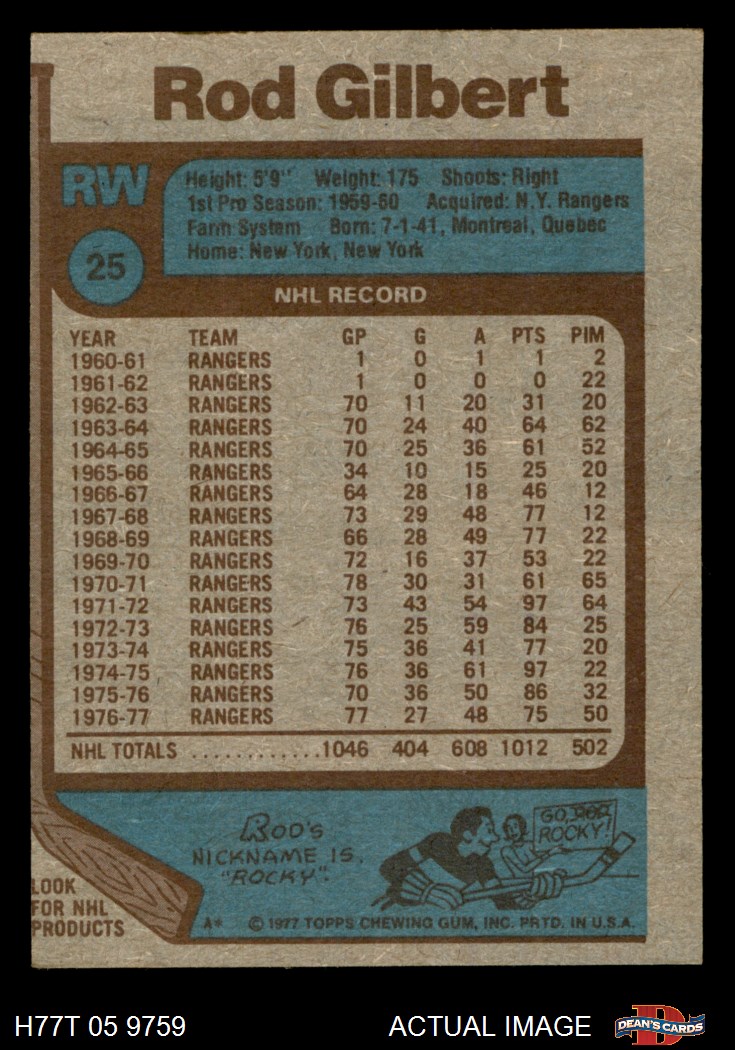 Rod Gilbert
RW
25
Height: 5'9" Weight: 175 Shoots: Right
1st Pro Season: 1959-60 Acquired: N.Y. Rangers
Farm System Born: 7-1-41, Montreal, Quebec
Home: New York, New York
NHL RECORD
YEAR TEAM GP G A PTS PIM
1960-61 RANGERS 1 0 1 1 2
1961-62 RANGERS 1 0 0 0 22
1962-63 RANGERS 70 11 20 31 20
1963-64 RANGERS 70 24 40 64 62
1964-65 RANGERS 70 25 36 61 52
1965-66 RANGERS 34 10 15 25 20
1966-67 RANGERS 64 28 18 46 12
1967-68 RANGERS 73 29 48 77 12
1968-69 RANGERS 66 28 49 77 22
1969-70 RANGERS 72 16 37 53 22
1970-71 RANGERS 78 30 31 61 65
1971-72 RANGERS 73 43 54 97 64
1972-73 RANGERS 76 25 59 84 25
1973-74 RANGERS 75 36 41 77 20
1974-75 RANGERS 76 36 61 97 22
1975-76 RANGERS 70 36 50 86 32
1976-77 RANGERS 77 27 48 75 50
NHL TOTALS ............1046 404 608 1012 502
ROD'S
NICKNAME IS
"ROCKY".
GO, ROD,
ROCKY!
LOOK
FOR NHL
PRODUCTS
A* © 1977 TOPPS CHEWING GUM, INC. PRTD. IN U.S.A.
H77T 05 9759 ACTUAL IMAGE
D
DEAN'S CARDS